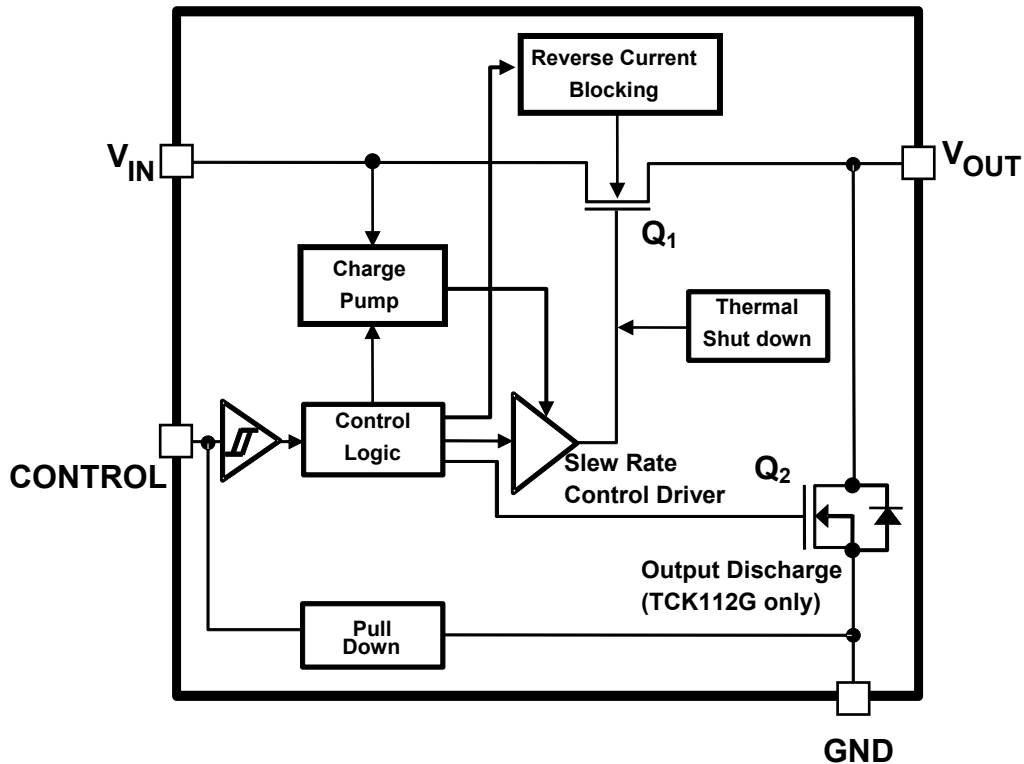 Reverse Current
Blocking
VIN
VOUT
Q1
Charge
Pump
Thermal
Shut down
Control
Logic
CONTROL
Slew Rate
Control Driver
Q2
Output Discharge
(TCK112G only)
Pull
Down
GND